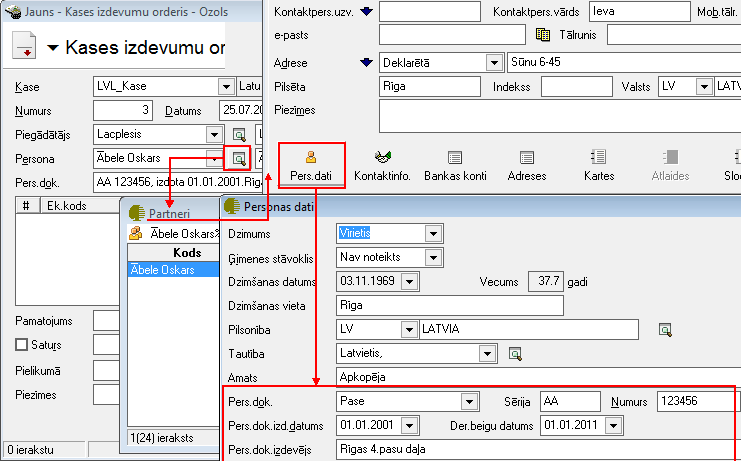 Jauns - Kases izdevumu orderis - Ozols
Kases izdevumu or
Kase LVL_Kase Latu
Numurs 3 Datums 25.07.20
Piegādātājs Lacplesis
Persona Ābele Oskars
Pers.dok. AA 123456, izdota 01.01.2001.Rīga
# Ek.kods
Pamatojums
Saturs
Pielikumā
Piezīmes
0 ierakstu
Partneri
Ābele Oskars%
Kods
Ābele Oskars
1(24) ieraksts
Kontaktpers.uzv. Kontaktpers.vārds Ieva Mob.tālr.
e-pasts Tālrunis
Adrese Deklarētā Sūnu 6-45
Pilsēta Rīga Indekss Valsts LV LATV
Piezīmes
Pers.dati Kontaktinfo. Bankas konti Adreses Kartes Atlaides Slo
Personas dati
Dzimums Vīrietis
Ģimenes stāvoklis Nav noteikts
Dzimšanas datums 03.11.1969 Vecums 37.7 gadi
Dzimšanas vieta Rīga
Pilsonība LV LATVIA
Tautība Latvietis,
Amats Apkopēja
Pers.dok. Pase Sērija AA Numurs 123456
Pers.dok.izd.datums 01.01.2001 Der.beigu datums 01.01.2011
Pers.dok.izdevējs Rīgas 4.pasu daļa